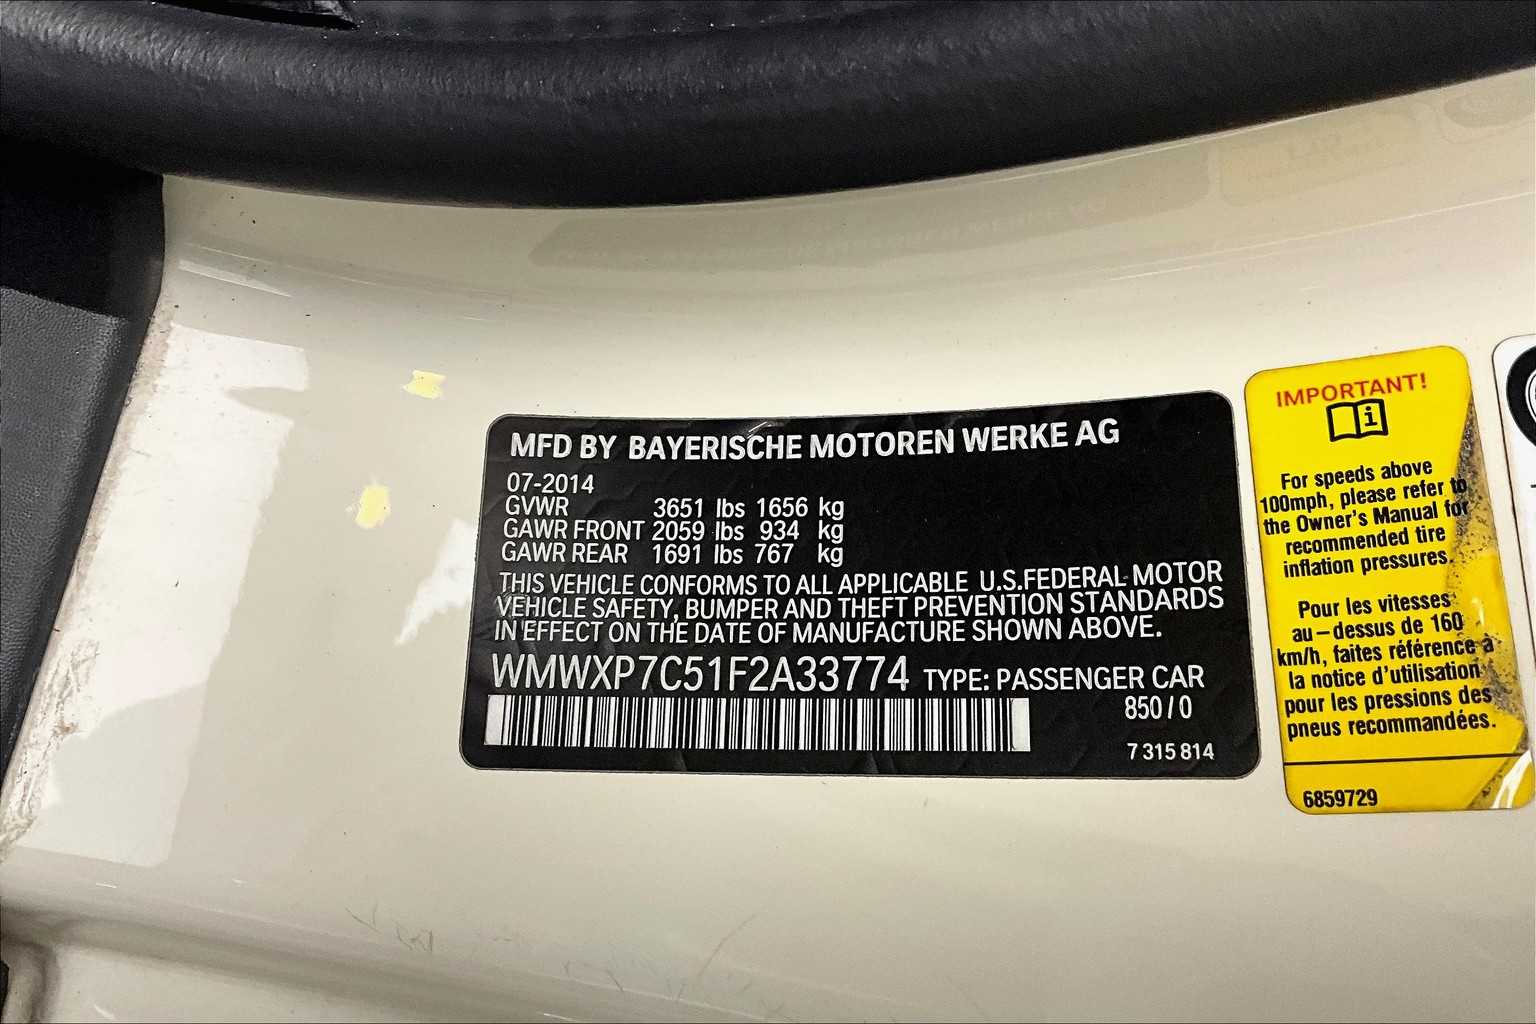 MFD BY BAYERISCHE MOTOREN WERKE AG
07-2014
GVWR 3651 lbs 1656 kg
GAWR FRONT 2059 lbs 934 kg
GAWR REAR 1691 lbs 767 kg
THIS VEHICLE CONFORMS TO ALL APPLICABLE U.S.FEDERAL MOTOR
VEHICLE SAFETY, BUMPER AND THEFT PREVENTION STANDARDS
IN EFFECT ON THE DATE OF MANUFACTURE SHOWN ABOVE.
WMWXP7C51F2A33774 TYPE: PASSENGER CAR
850 / 0
7 315 814
IMPORTANT!
i
For speeds above
100mph, please refer to
the Owner's Manual for
recommended tire
inflation pressures.
Pour les vitesses
au-dessus de 160
km/h, faites référence à
la notice d'utilisation
pour les pressions des
pneus recommandées.
6859729